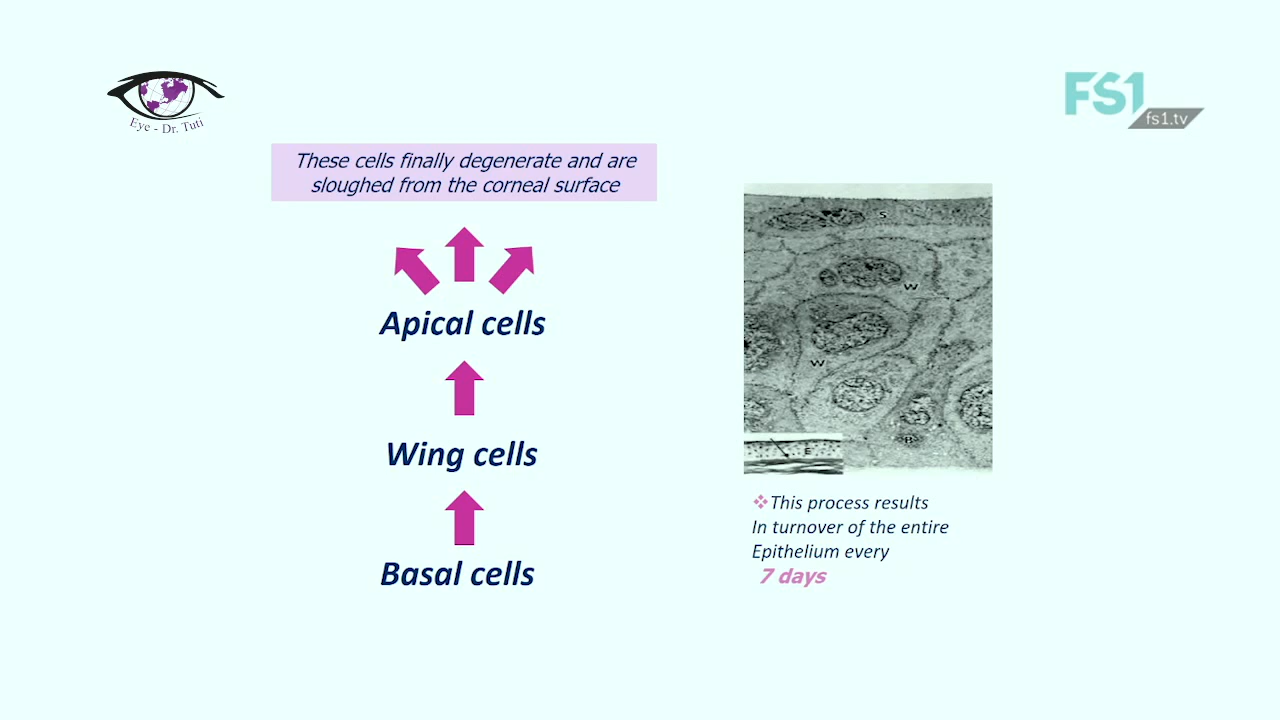 Eye - Dr. Tuti
FS1
fs1.tv
These cells finally degenerate and are
sloughed from the corneal surface
Apical cells
Wing cells
Basal cells
S
W
W
B
E
This process results
In turnover of the entire
Epithelium every
7 days